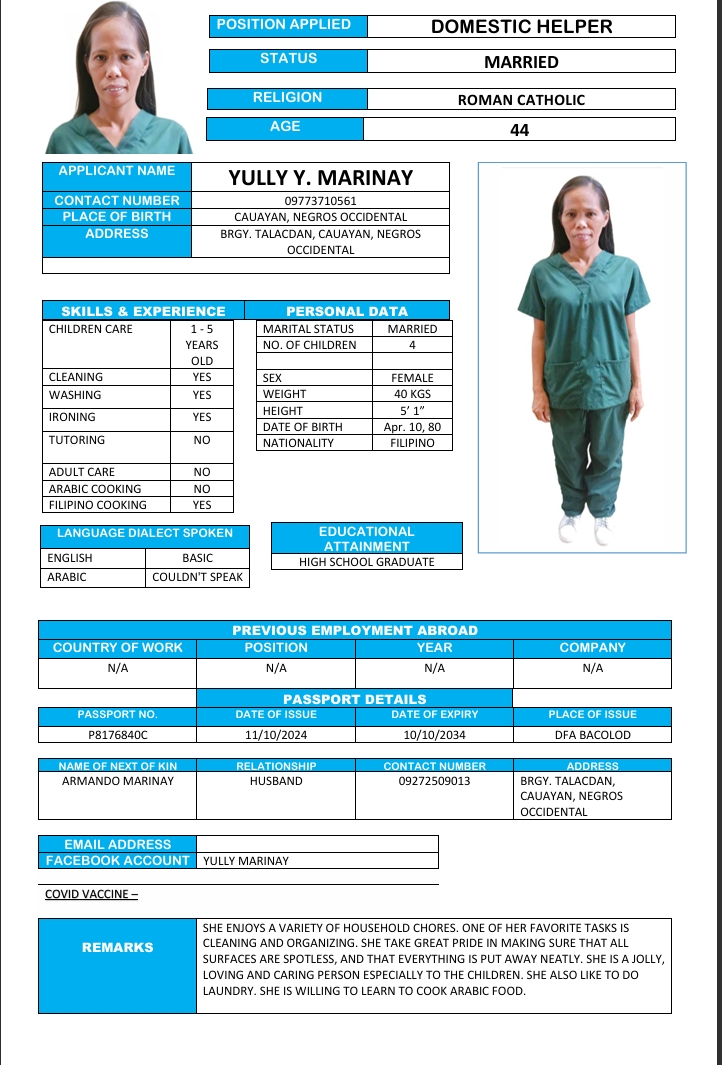 POSITION APPLIED DOMESTIC HELPER
STATUS MARRIED
RELIGION ROMAN CATHOLIC
AGE 44
APPLICANT NAME YULLY Y. MARINAY
CONTACT NUMBER 09773710561
PLACE OF BIRTH CAUAYAN, NEGROS OCCIDENTAL
ADDRESS BRGY. TALACDAN, CAUAYAN, NEGROS
OCCIDENTAL
SKILLS & EXPERIENCE PERSONAL DATA
CHILDREN CARE 1 - 5
YEARS
OLD
CLEANING YES
WASHING YES
IRONING YES
TUTORING NO
ADULT CARE NO
ARABIC COOKING NO
FILIPINO COOKING YES
MARITAL STATUS MARRIED
NO. OF CHILDREN 4
SEX FEMALE
WEIGHT 40 KGS
HEIGHT 5’ 1”
DATE OF BIRTH Apr. 10, 80
NATIONALITY FILIPINO
LANGUAGE DIALECT SPOKEN
ENGLISH BASIC
ARABIC COULDN'T SPEAK
EDUCATIONAL
ATTAINMENT
HIGH SCHOOL GRADUATE
PREVIOUS EMPLOYMENT ABROAD
COUNTRY OF WORK POSITION YEAR COMPANY
N/A N/A N/A N/A
PASSPORT DETAILS
PASSPORT NO. DATE OF ISSUE DATE OF EXPIRY PLACE OF ISSUE
P8176840C 11/10/2024 10/10/2034 DFA BACOLOD
NAME OF NEXT OF KIN RELATIONSHIP CONTACT NUMBER ADDRESS
ARMANDO MARINAY HUSBAND 09272509013 BRGY. TALACDAN,
CAUAYAN, NEGROS
OCCIDENTAL
EMAIL ADDRESS
FACEBOOK ACCOUNT YULLY MARINAY
COVID VACCINE –
REMARKS
SHE ENJOYS A VARIETY OF HOUSEHOLD CHORES. ONE OF HER FAVORITE TASKS IS
CLEANING AND ORGANIZING. SHE TAKE GREAT PRIDE IN MAKING SURE THAT ALL
SURFACES ARE SPOTLESS, AND THAT EVERYTHING IS PUT AWAY NEATLY. SHE IS A JOLLY,
LOVING AND CARING PERSON ESPECIALLY TO THE CHILDREN. SHE ALSO LIKE TO DO
LAUNDRY. SHE IS WILLING TO LEARN TO COOK ARABIC FOOD.